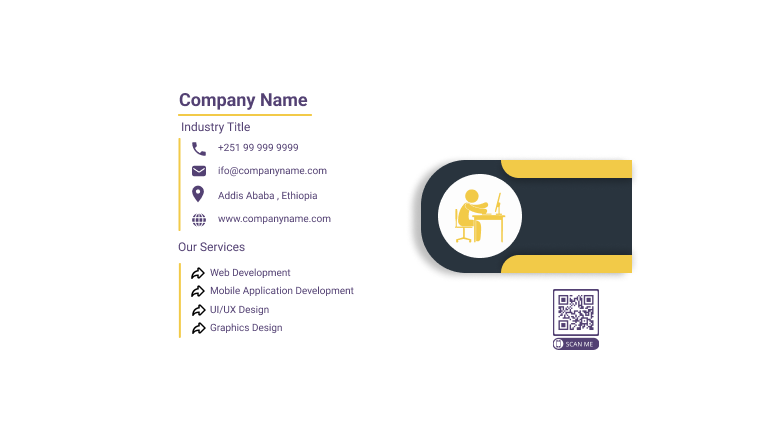 Company Name
Industry Title
+251 99 999 9999
ifo@companyname.com
Addis Ababa , Ethiopia
www.companyname.com
Our Services
Web Development
Mobile Application Development
UI/UX Design
Graphics Design
SCAN ME